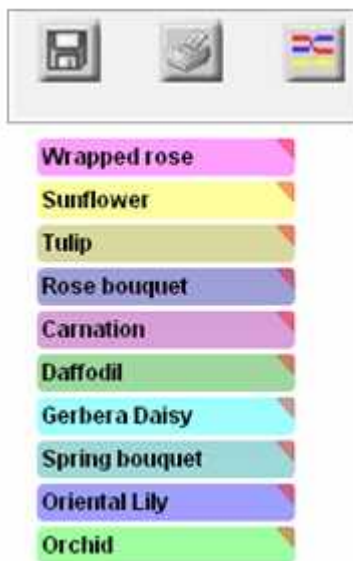 Wrapped rose
Sunflower
Tulip
Rose bouquet
Carnation
Daffodil
Gerbera Daisy
Spring bouquet
Oriental Lily
Orchid